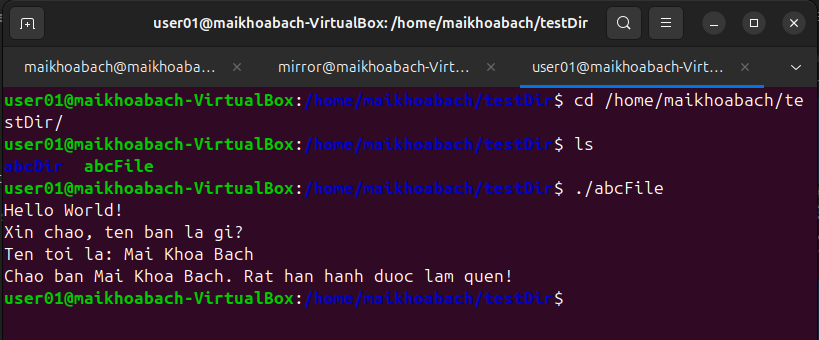 user01@maikhoabach-VirtualBox: /home/maikhoabach/testDir
maikhoabach@maikhoaba...
mirror@maikhoabach-Virt...
user01@maikhoabach-Virt...
user01@maikhoabach-VirtualBox:/home/maikhoabach/testDir$ cd /home/maikhoabach/te
stDir/
user01@maikhoabach-VirtualBox:/home/maikhoabach/testDir$ ls
abcDir  abcFile
user01@maikhoabach-VirtualBox:/home/maikhoabach/testDir$ ./abcFile
Hello World!
Xin chao, ten ban la gi?
Ten toi la: Mai Khoa Bach
Chao ban Mai Khoa Bach. Rat han hanh duoc lam quen!
user01@maikhoabach-VirtualBox:/home/maikhoabach/testDir$